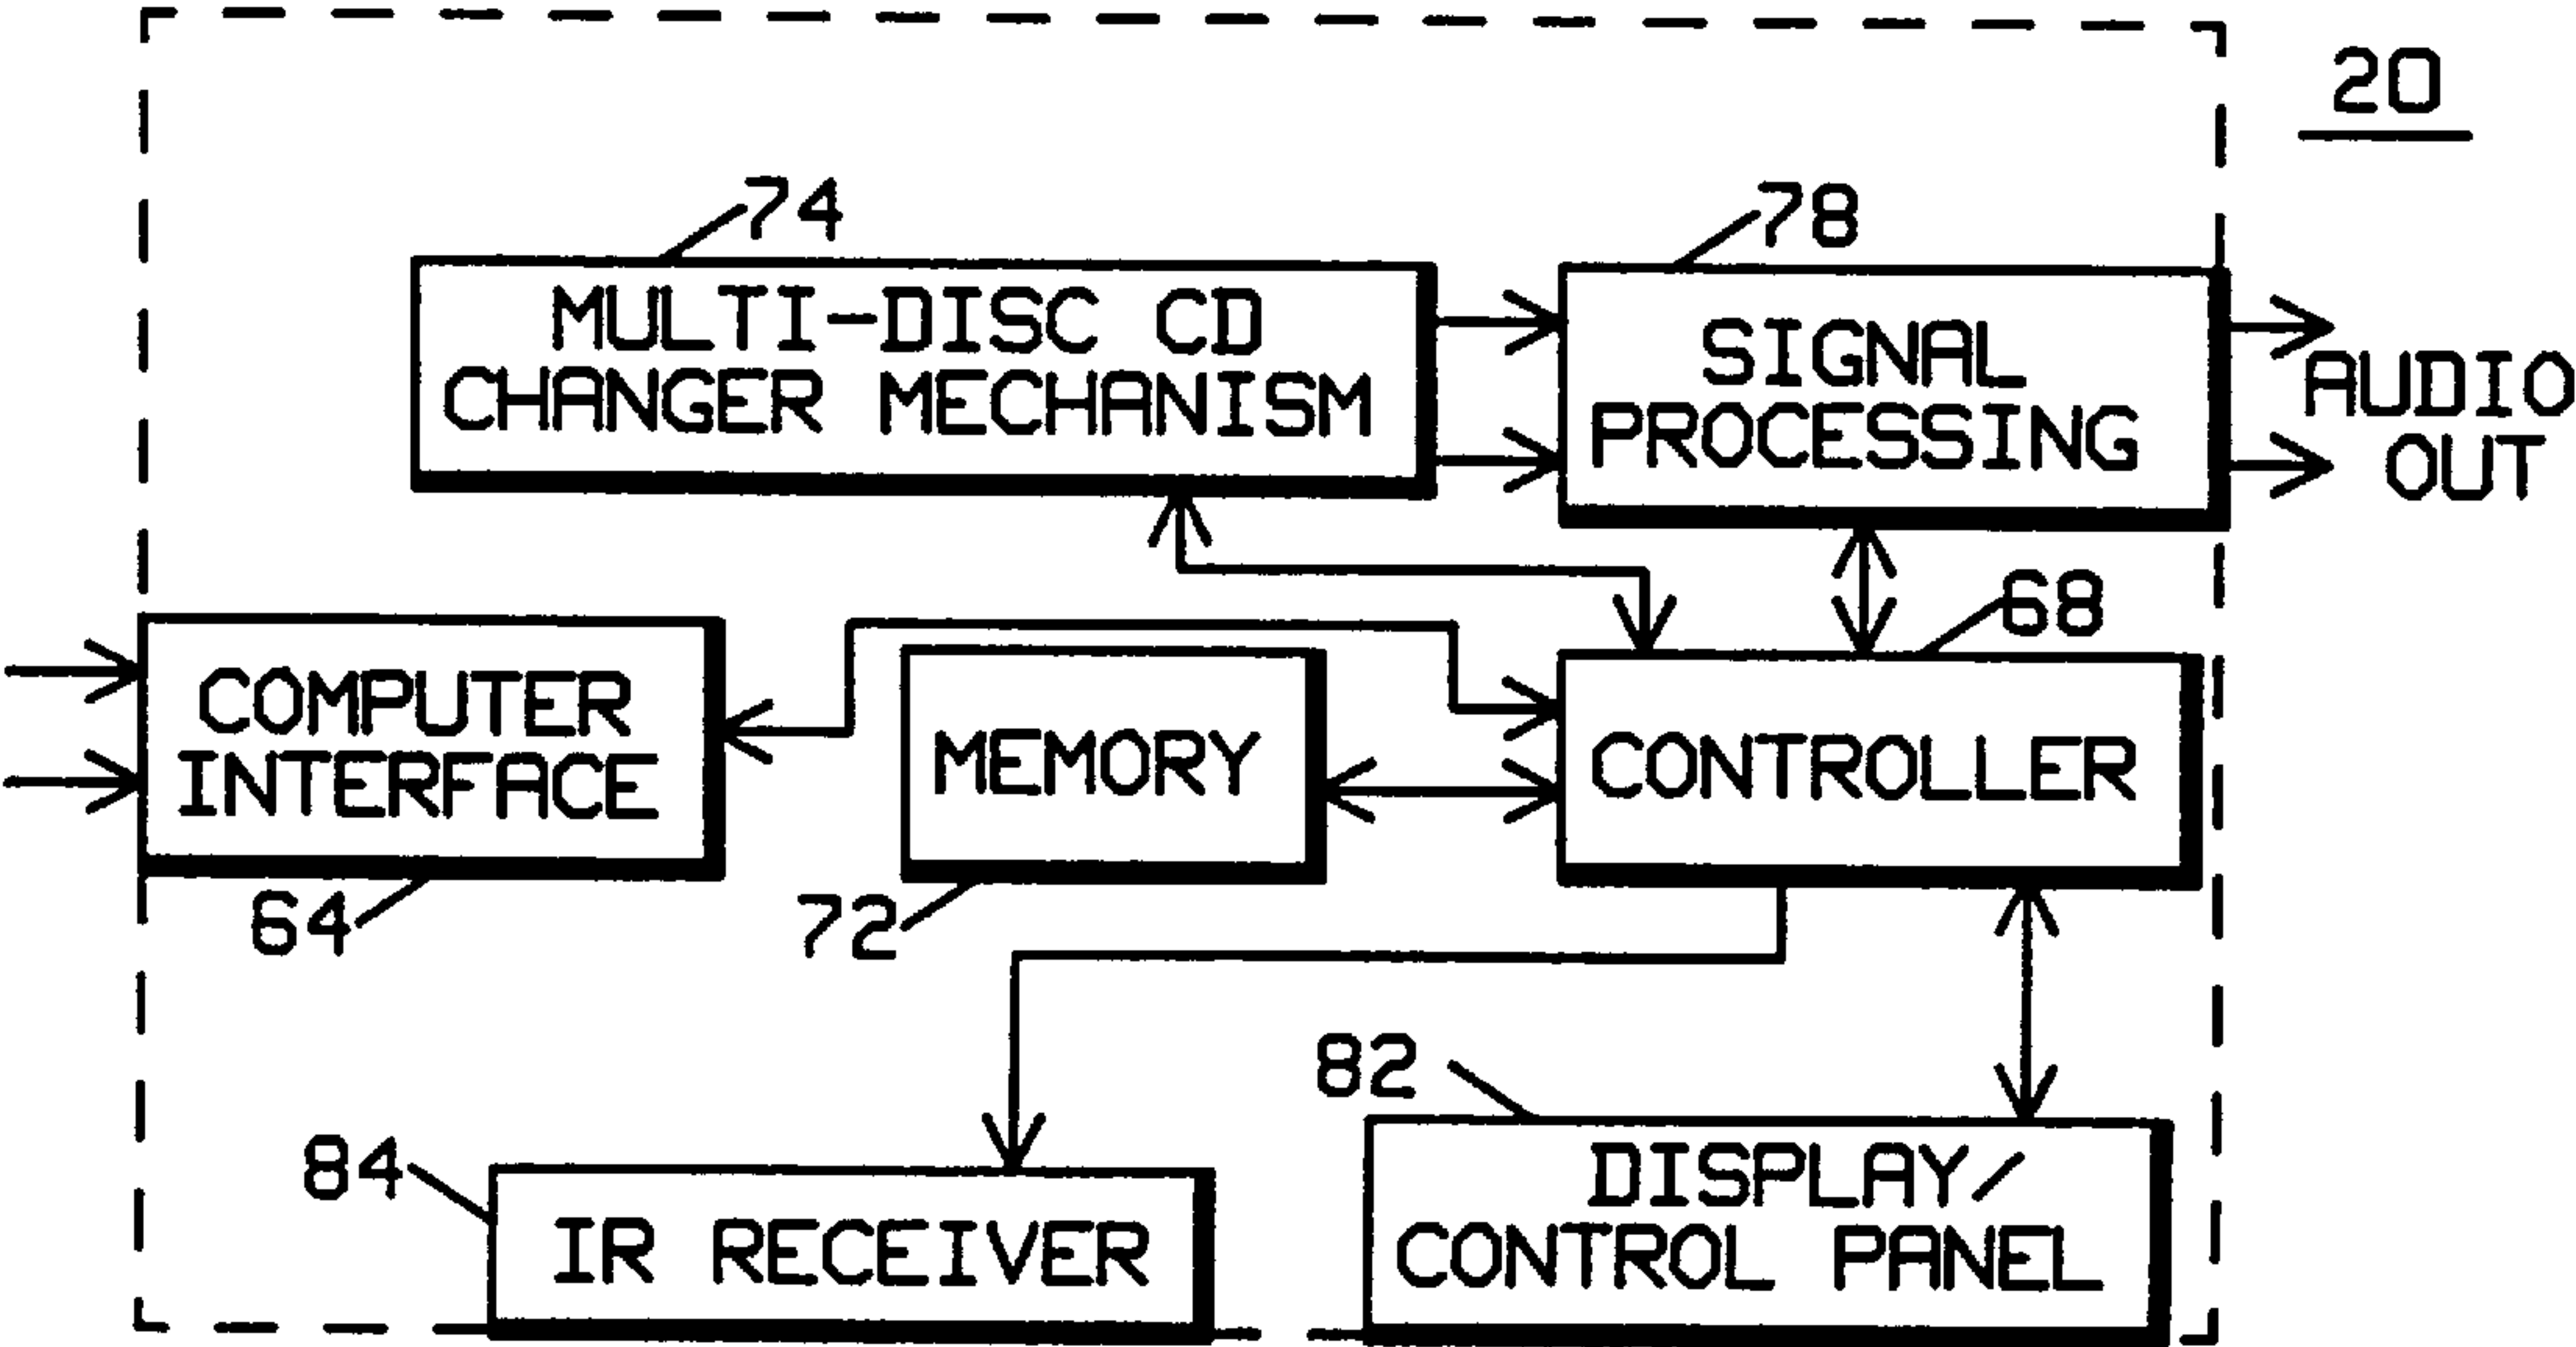 20
74
78
MULTI-DISC CD
CHANGER MECHANISM
SIGNAL
PROCESSING
AUDIO
OUT
68
COMPUTER
INTERFACE
MEMORY
CONTROLLER
64
72
82
84
IR RECEIVER
DISPLAY/
CONTROL PANEL